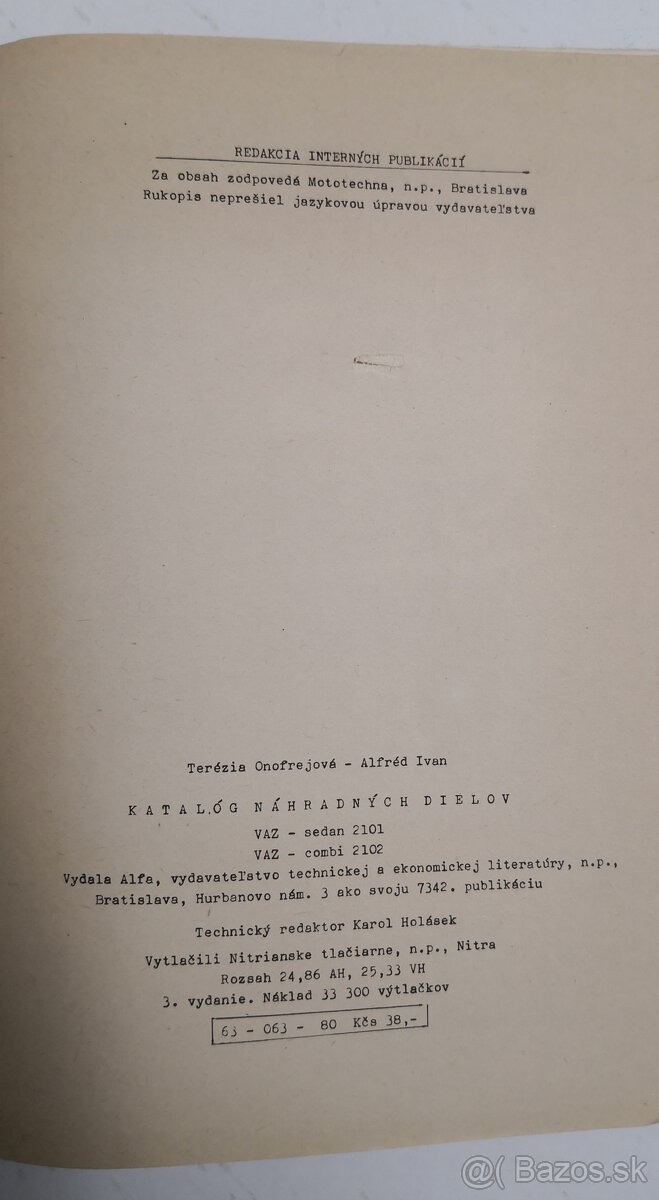 REDAKCIA INTERNÝCH PUBLIKÁCIÍ
Za obsah zodpovedá Mototechna, n.p., Bratislava
Rukopis neprešiel jazykovou úpravou vydavateľstva
Terézia Onofrejová - Alfréd Ivan
KATALÓG NÁHRADNÝCH DIELOV
VAZ - sedan 2101
VAZ - combi 2102
Vydala Alfa, vydavateľstvo technickej a ekonomickej literatúry, n.p.,
Bratislava, Hurbanovo nám. 3 ako svoju 7342. publikáciu
Technický redaktor Karol Holásek
Vytlačili Nitrianske tlačiarne, n.p., Nitra
Rozsah 24,86 AH, 25,33 VH
3. vydanie. Náklad 33 300 výtlačkov
63 - 063 - 80 Kčs 38,-
@( Bazos.sk